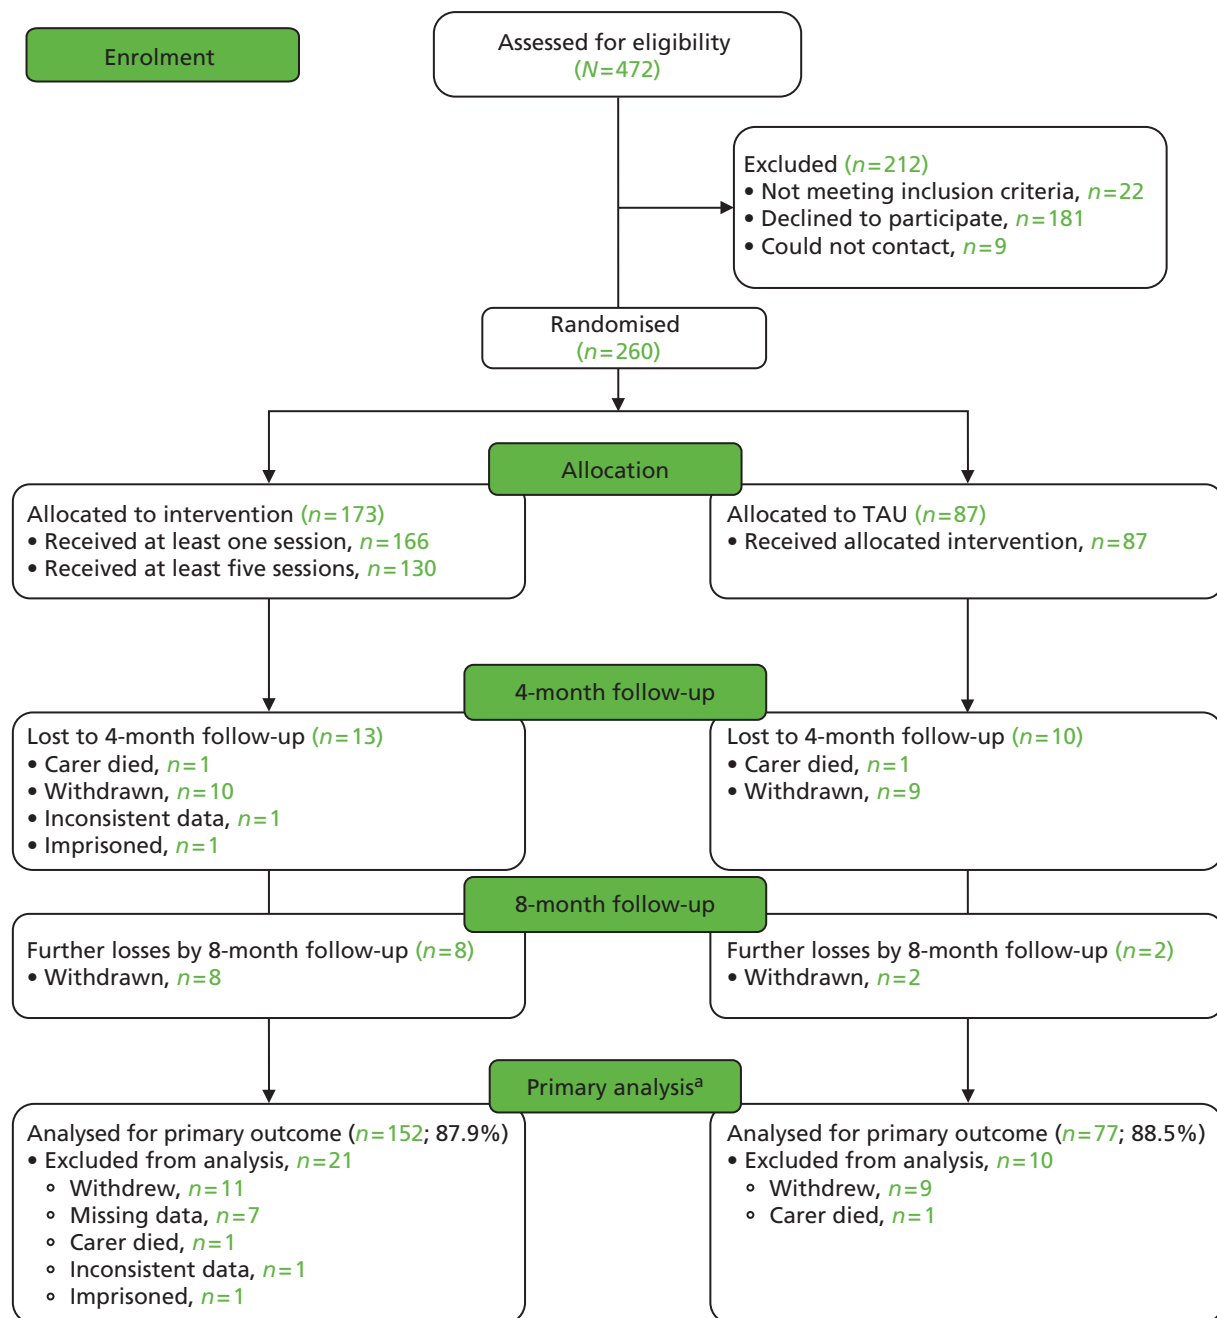 Enrolment
Assessed for eligibility
(N=472)
Excluded (n=212)
• Not meeting inclusion criteria, n=22
• Declined to participate, n=181
• Could not contact, n=9
Randomised
(n=260)
Allocation
Allocated to intervention (n=173)
• Received at least one session, n=166
• Received at least five sessions, n=130
Allocated to TAU (n=87)
• Received allocated intervention, n=87
4-month follow-up
Lost to 4-month follow-up (n=13)
• Carer died, n=1
• Withdrawn, n=10
• Inconsistent data, n=1
• Imprisoned, n=1
Lost to 4-month follow-up (n=10)
• Carer died, n=1
• Withdrawn, n=9
8-month follow-up
Further losses by 8-month follow-up (n=8)
• Withdrawn, n=8
Further losses by 8-month follow-up (n=2)
• Withdrawn, n=2
Primary analysisᵃ
Analysed for primary outcome (n=152; 87.9%)
• Excluded from analysis, n=21
⚬ Withdrew, n=11
⚬ Missing data, n=7
⚬ Carer died, n=1
⚬ Inconsistent data, n=1
⚬ Imprisoned, n=1
Analysed for primary outcome (n=77; 88.5%)
• Excluded from analysis, n=10
⚬ Withdrew, n=9
⚬ Carer died, n=1